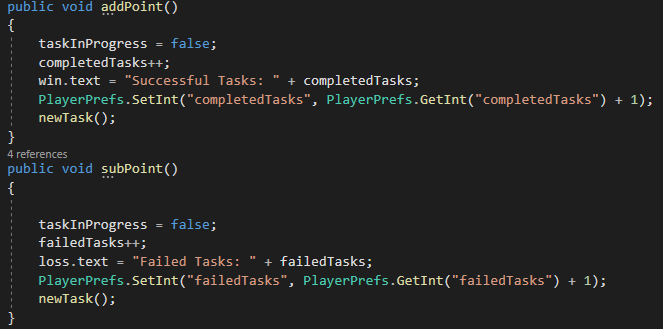 public void addPoint()
{
taskInProgress = false;
completedTasks++;
win.text = "Successful Tasks: " + completedTasks;
PlayerPrefs.SetInt("completedTasks", PlayerPrefs.GetInt("completedTasks") + 1);
newTask();
}
4 references
public void subPoint()
{
taskInProgress = false;
failedTasks++;
loss.text = "Failed Tasks: " + failedTasks;
PlayerPrefs.SetInt("failedTasks", PlayerPrefs.GetInt("failedTasks") + 1);
newTask();
}